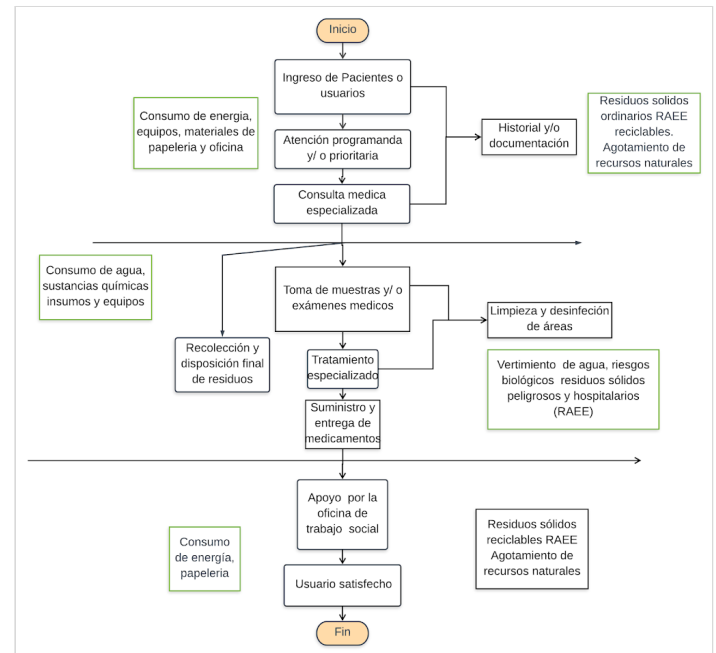 Inicio
Ingreso de Pacientes o
usuarios
Consumo de energia,
equipos, materiales de
papeleria y oficina
Atención programanda
y/ o prioritaria
Historial y/o
documentación
Residuos solidos
ordinarios RAEE
reciclables.
Agotamiento de
recursos naturales
Consulta medica
especializada
Consumo de agua,
sustancias químicas
insumos y equipos
Toma de muestras y/ o
exámenes medicos
Limpieza y desinfeción
de áreas
Recolección y
disposición final
de residuos
Tratamiento
especializado
Vertimiento de agua, riesgos
biológicos residuos sólidos
peligrosos y hospitalarios
(RAEE)
Suministro y
entrega de
medicamentos
Apoyo por la
oficina de
trabajo social
Consumo
de energía,
papeleria
Residuos sólidos
reciclables RAEE
Agotamiento de
recursos naturales
Usuario satisfecho
Fin